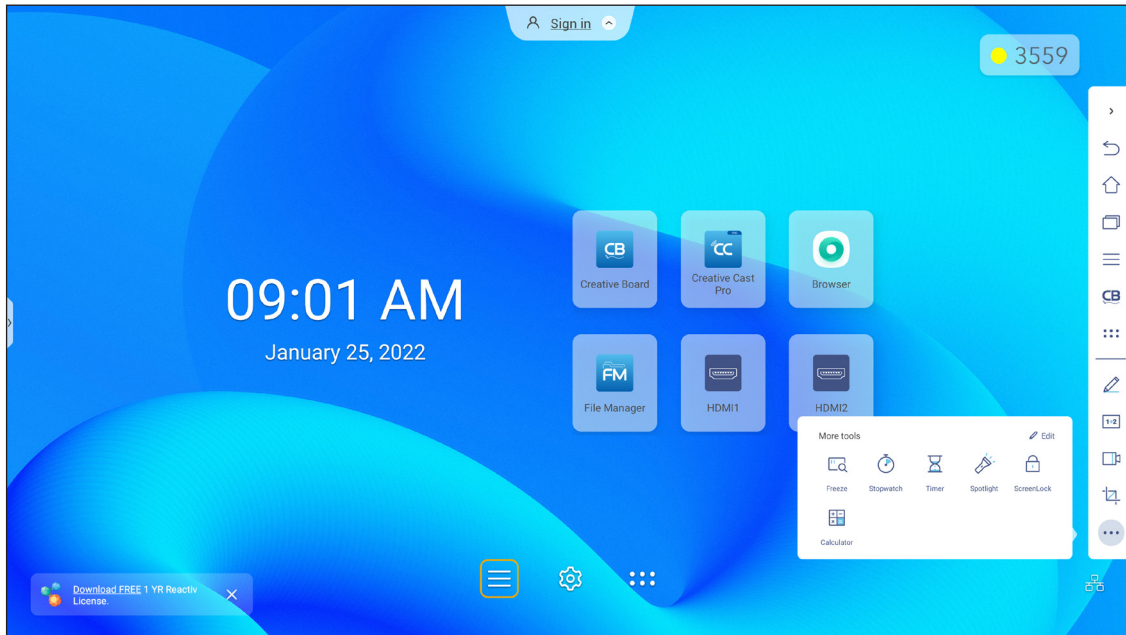 Sign in
3559
CB
CC
Creative Board
Creative Cast
Pro
Browser
09:01 AM
January 25, 2022
CB
FM
File Manager
HDMI1
HDMI2
More tools
Edit
Freeze
Stopwatch
Timer
Spotlight
ScreenLock
Calculator
Download FREE 1 YR Reactiv
License.